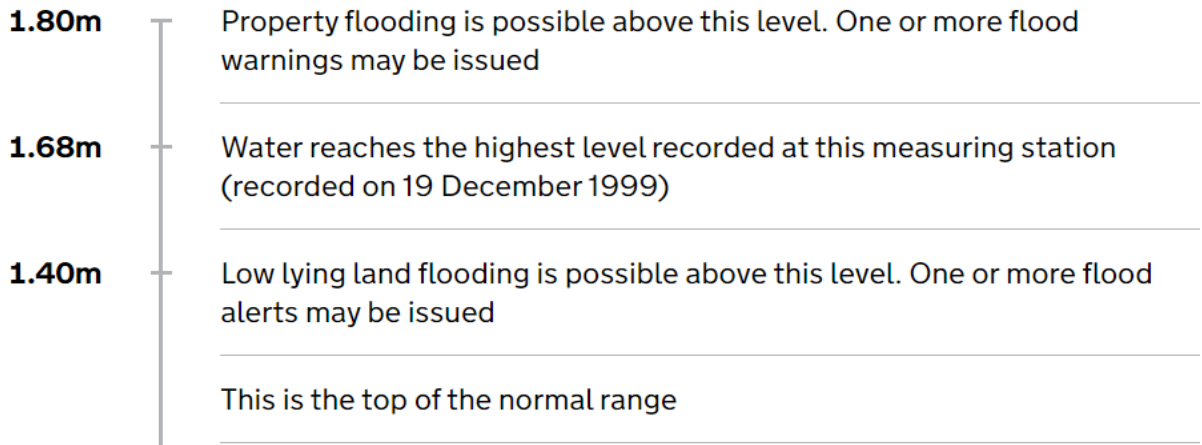 1.80m
Property flooding is possible above this level. One or more flood
warnings may be issued
1.68m
Water reaches the highest level recorded at this measuring station
(recorded on 19 December 1999)
1.40m
Low lying land flooding is possible above this level. One or more flood
alerts may be issued
This is the top of the normal range